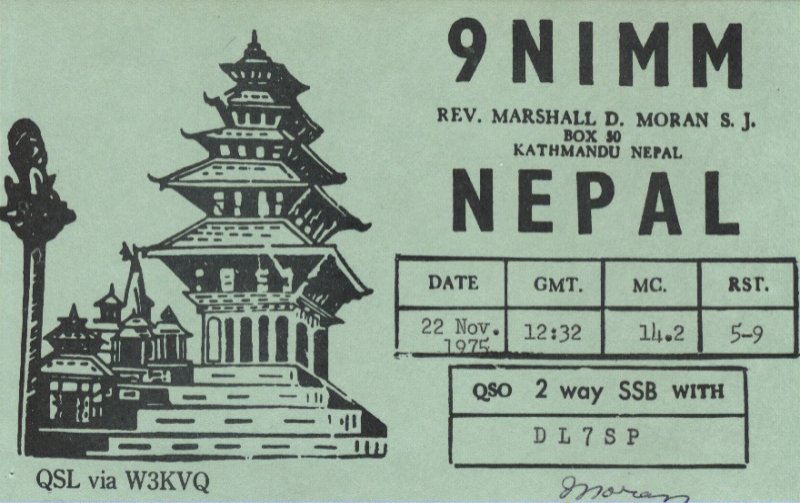 9NIMM
REV. MARSHALL D. MORAN S. J.
BOX 50
KATHMANDU NEPAL
NEPAL
DATE GMT. MC. RST.
22 Nov. 12:32 14.2 5-9
1975
QSO 2 way SSB WITH
DL7SP
Moran
QSL via W3KVQ